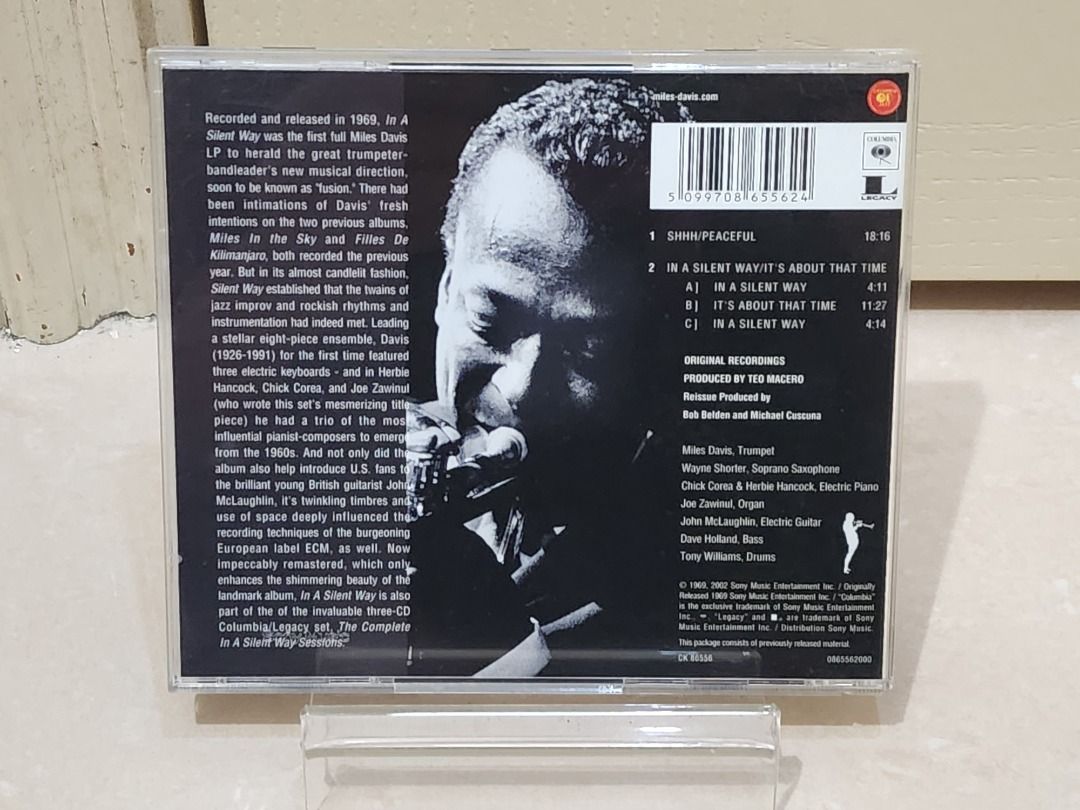 Recorded and released in 1969, In A
Silent Way was the first full Miles Davis
LP to herald the great trumpeter-
bandleader's new musical direction,
soon to be known as "fusion." There had
been intimations of Davis' fresh
intentions on the two previous albums,
Miles In the Sky and Filles De
Kilimanjaro, both recorded the previous
year. But in its almost candlelit fashion,
Silent Way established that the twains of
jazz improv and rockish rhythms and
instrumentation had indeed met. Leading
a stellar eight-piece ensemble, Davis
(1926-1991) for the first time featured
three electric keyboards - and in Herbie
Hancock, Chick Corea, and Joe Zawinul
(who wrote this set's mesmerizing title
piece) he had a trio of the most
influential pianist-composers to emerge
from the 1960s. And not only did the
album also help introduce U.S. fans to
the brilliant young British guitarist John
McLaughlin, it's twinkling timbres and
use of space deeply influenced the
recording techniques of the burgeoning
European label ECM, as well. Now
impeccably remastered, which only
enhances the shimmering beauty of the
landmark album, In A Silent Way is also
part of the of the invaluable three-CD
Columbia/Legacy set, The Complete
In A Silent Way Sessions.
miles-davis.com
COLUMBIA
LEGACY
5 099708 655624
1 SHHH/PEACEFUL 18:16
2 IN A SILENT WAY/IT'S ABOUT THAT TIME
A] IN A SILENT WAY 4:11
B] IT'S ABOUT THAT TIME 11:27
C] IN A SILENT WAY 4:14
ORIGINAL RECORDINGS
PRODUCED BY TEO MACERO
Reissue Produced by
Bob Belden and Michael Cuscuna
Miles Davis, Trumpet
Wayne Shorter, Soprano Saxophone
Chick Corea & Herbie Hancock, Electric Piano
Joe Zawinul, Organ
John McLaughlin, Electric Guitar
Dave Holland, Bass
Tony Williams, Drums
© 1969, 2002 Sony Music Entertainment Inc. / Originally
Released 1969 Sony Music Entertainment Inc. / "Columbia"
is the exclusive trademark of Sony Music Entertainment
Inc., "Legacy" and are trademark of Sony
Music Entertainment Inc. / Distribution Sony Music.
This package consists of previously released material.
CK 86556 0865562000